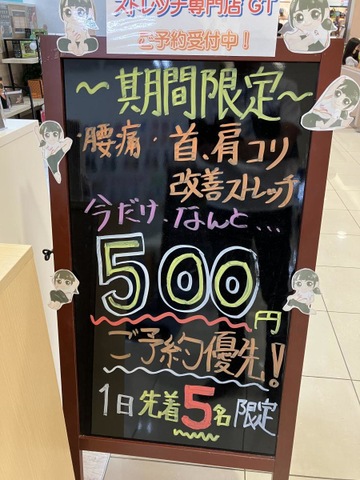 ストレッチ専門店 GT
ご予約受付中！
～期間限定～
・腰痛・首、肩コリ
改善ストレッチ
今だけ、なんと…
500円
ご予約優先！
1日先着5名限定